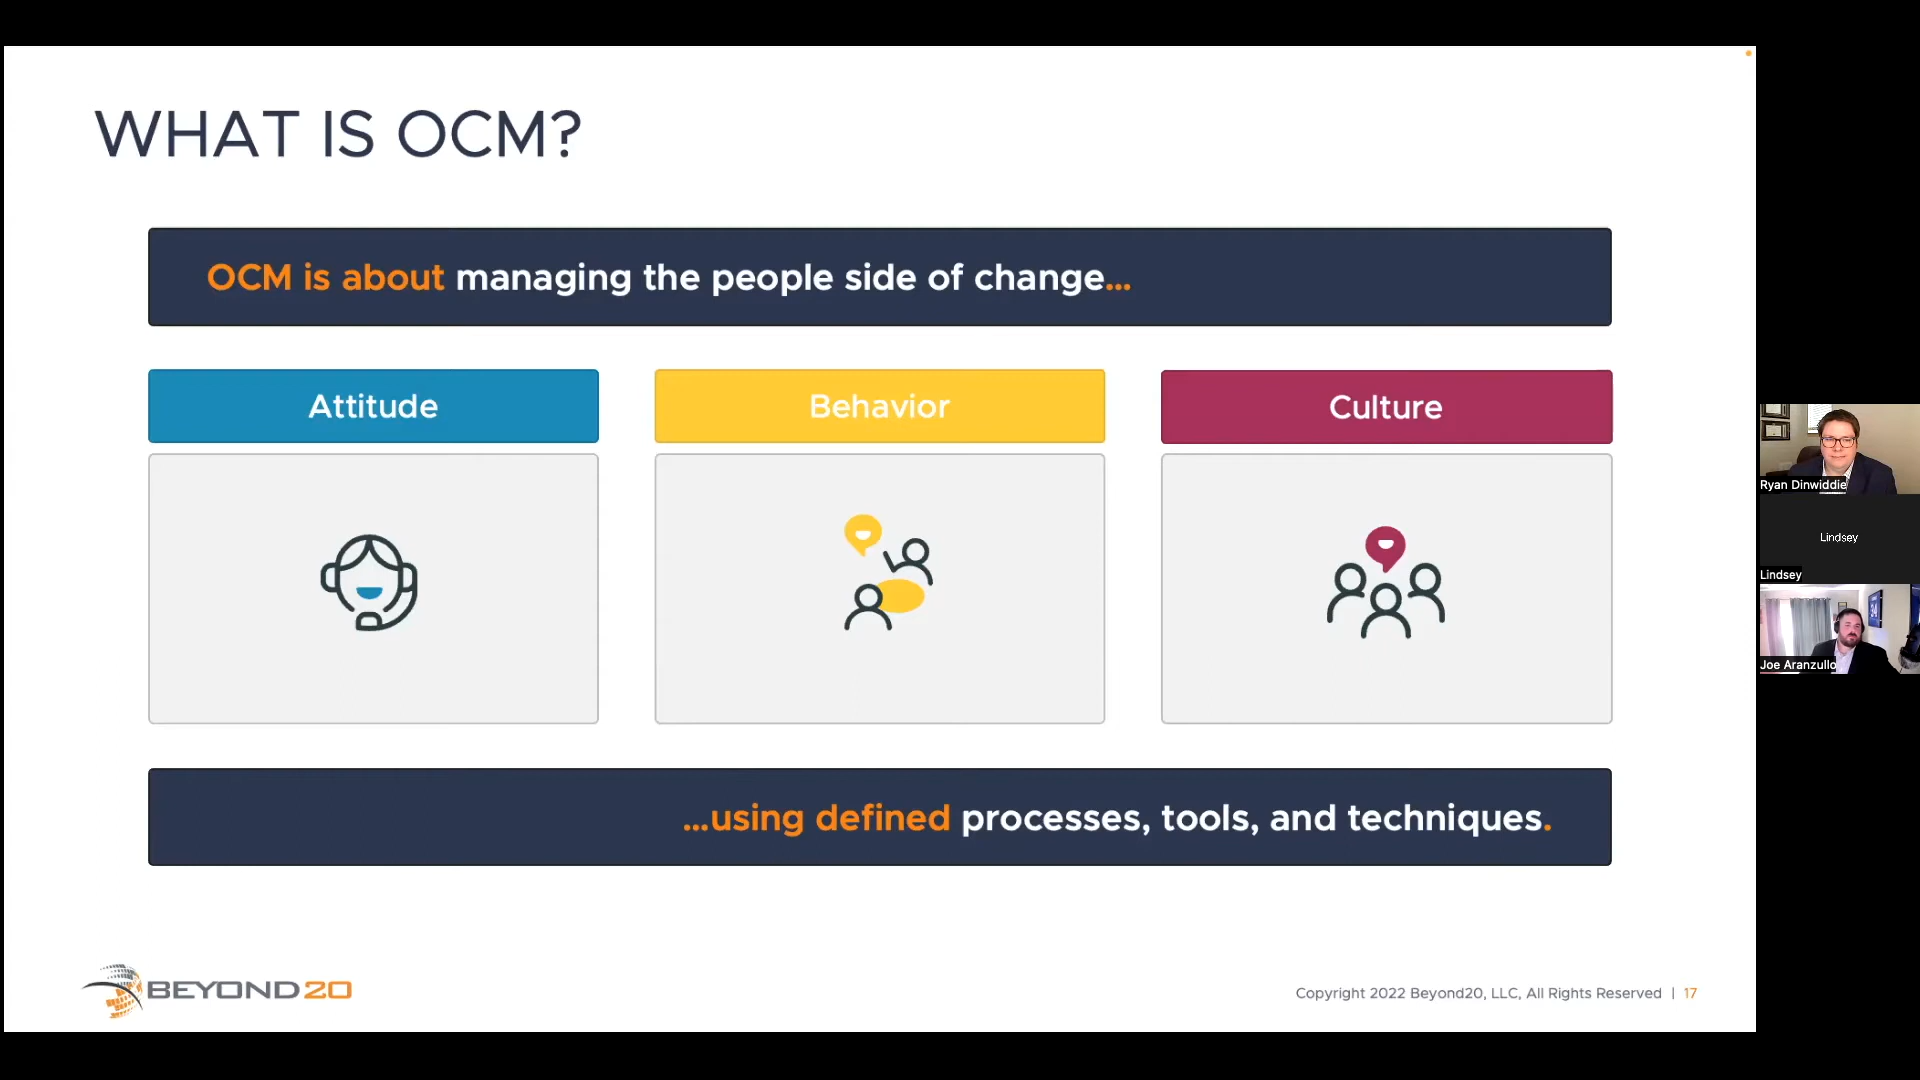 WHAT IS OCM?
OCM is about managing the people side of change...
Attitude
Behavior
Culture
...using defined processes, tools, and techniques.
BEYOND20
Copyright 2022 Beyond20, LLC, All Rights Reserved | 17
Ryan Dinwiddie
Lindsey
Lindsey
Joe Aranzullo